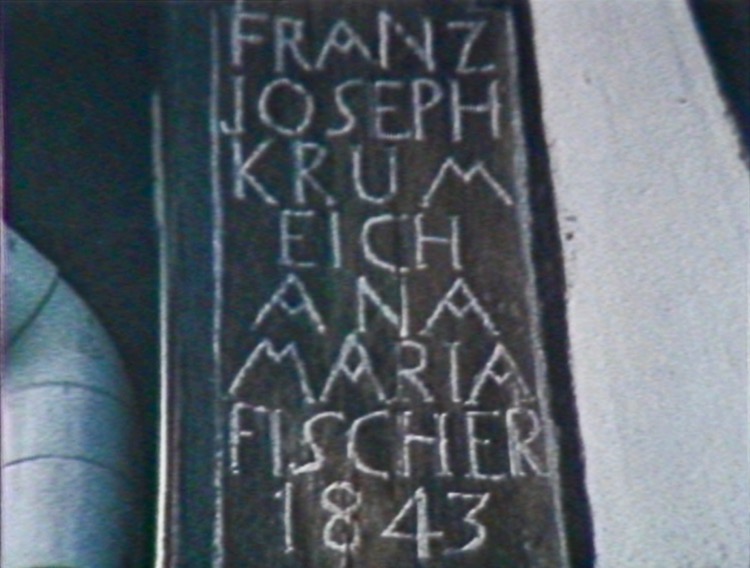 FRANZ
JOSEPH
KRUM
EICH
ANA
MARIA
FISCHER
1843